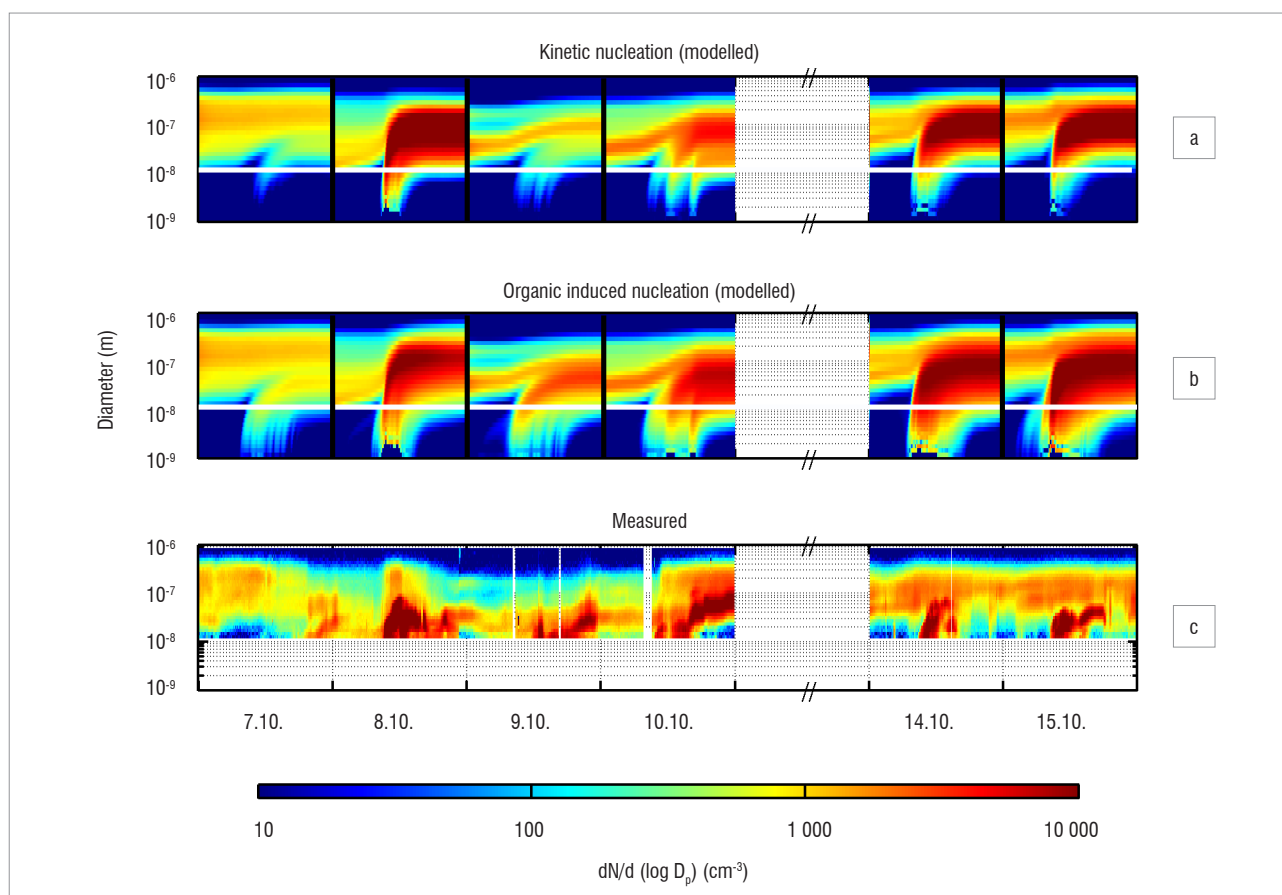 Kinetic nucleation (modelled)
10⁻⁶
10⁻⁷
10⁻⁸
10⁻⁹
a
Organic induced nucleation (modelled)
10⁻⁶
10⁻⁷
10⁻⁸
10⁻⁹
Diameter (m)
b
Measured
10⁻⁶
10⁻⁷
10⁻⁸
10⁻⁹
c
7.10. 8.10. 9.10. 10.10. 14.10. 15.10.
10 100 1 000 10 000
dN/d (log Dₚ) (cm⁻³)